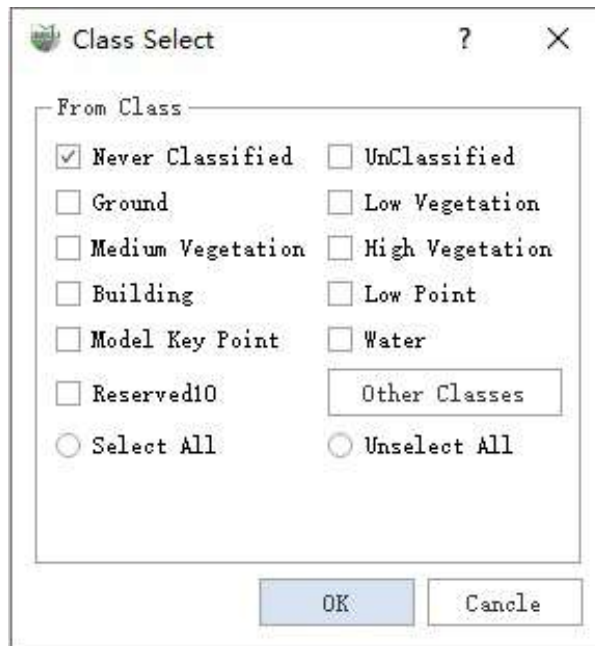 Class Select ?
From Class
Never Classified UnClassified
Ground Low Vegetation
Medium Vegetation High Vegetation
Building Low Point
Model Key Point Water
Reserved10 Other Classes
Select All Unselect All
OK Cancle